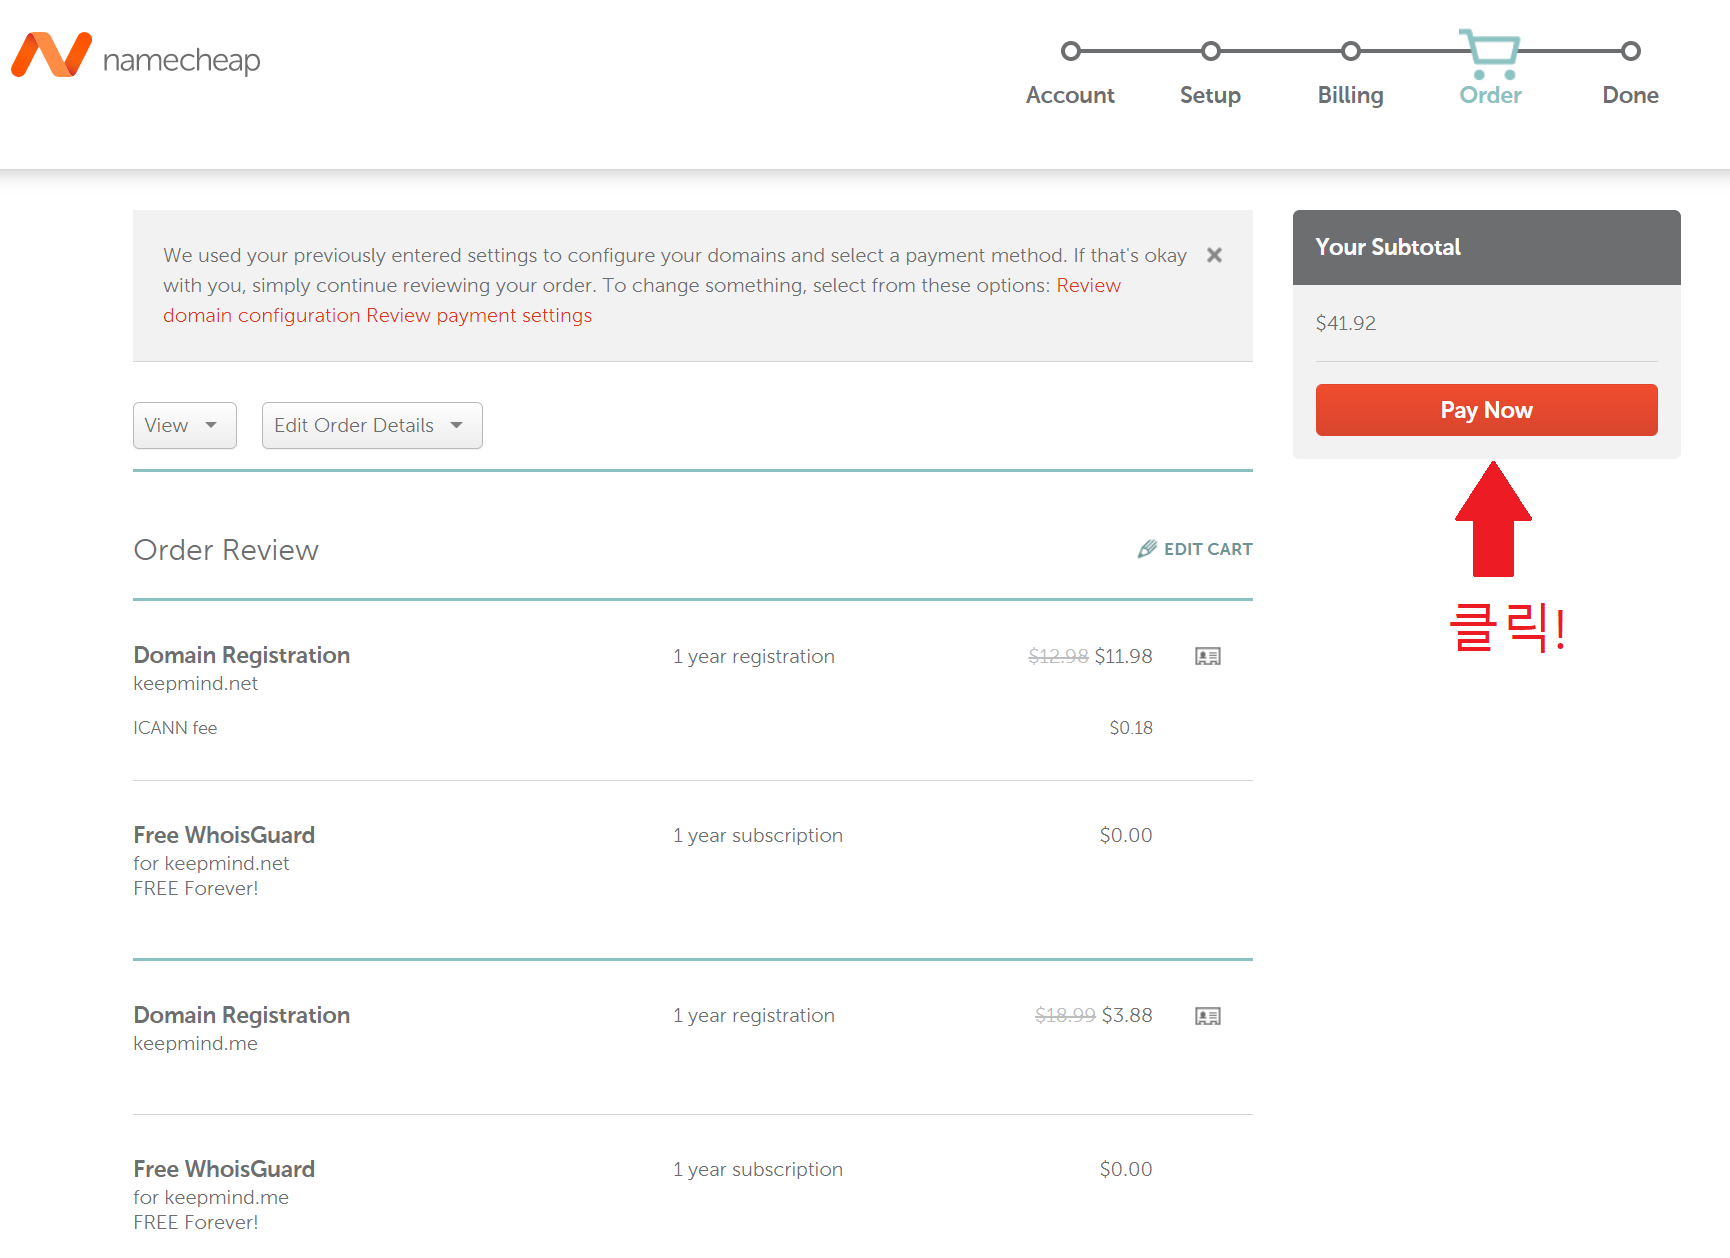 namecheap
Account Setup Billing Order Done
We used your previously entered settings to configure your domains and select a payment method. If that's okay
with you, simply continue reviewing your order. To change something, select from these options: Review
domain configuration Review payment settings
Your Subtotal
$41.92
Pay Now
클릭!
View Edit Order Details
Order Review EDIT CART
Domain Registration 1 year registration $12.98 $11.98
keepmind.net
ICANN fee $0.18
Free WhoisGuard 1 year subscription $0.00
for keepmind.net
FREE Forever!
Domain Registration 1 year registration $18.99 $3.88
keepmind.me
Free WhoisGuard 1 year subscription $0.00
for keepmind.me
FREE Forever!